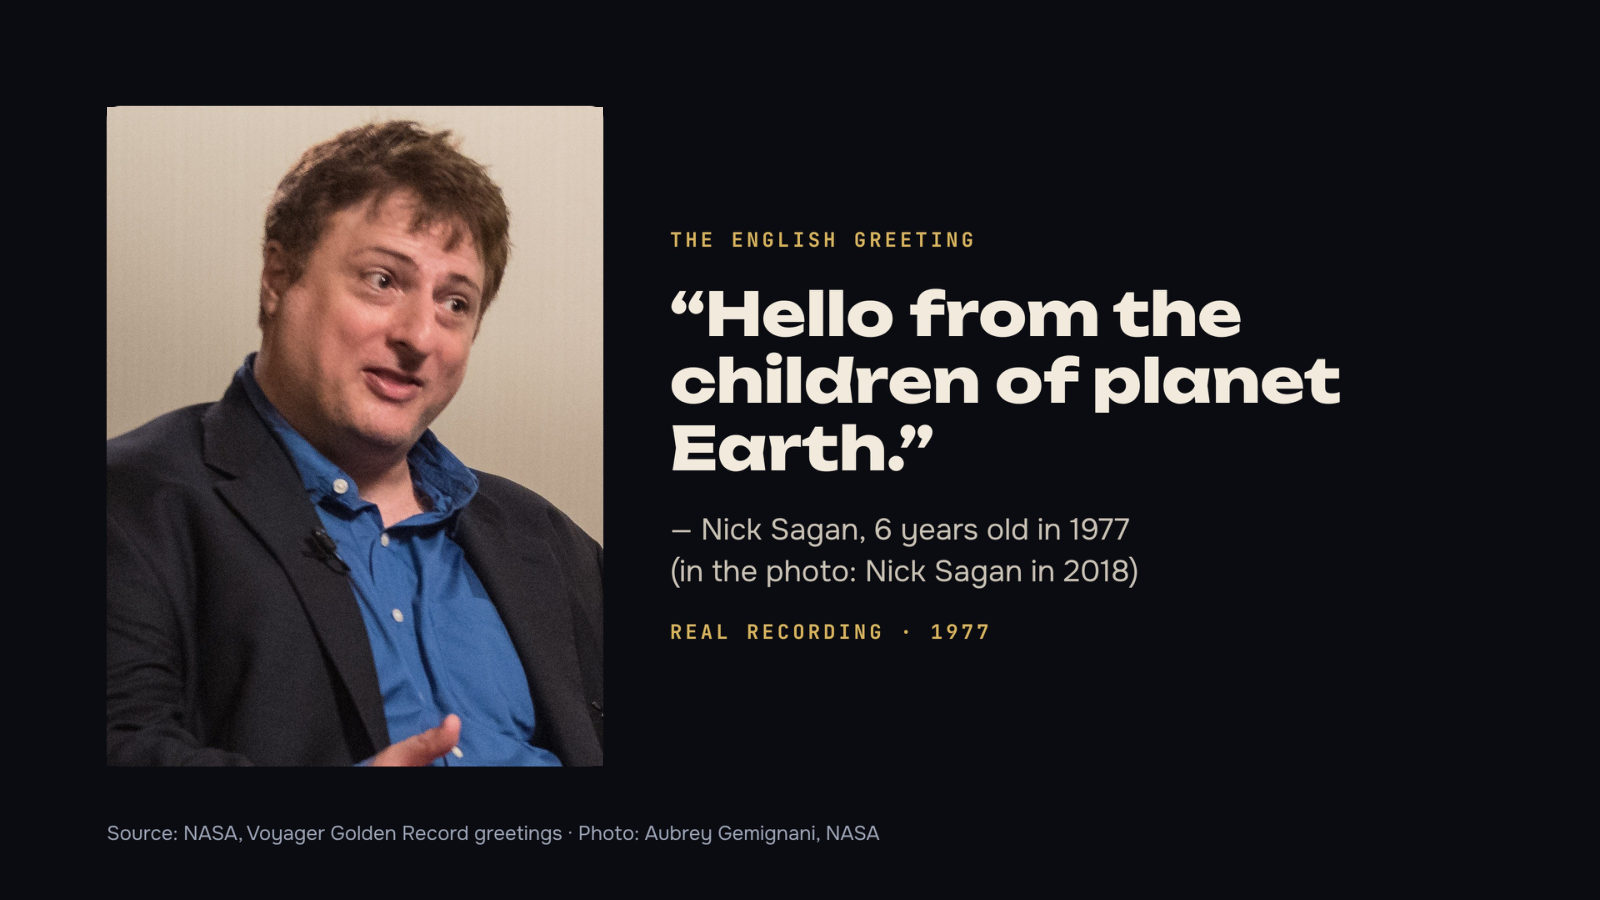 THE ENGLISH GREETING
“Hello from the
children of planet
Earth.”
— Nick Sagan, 6 years old in 1977
(in the photo: Nick Sagan in 2018)
REAL RECORDING · 1977
Source: NASA, Voyager Golden Record greetings · Photo: Aubrey Gemignani, NASA